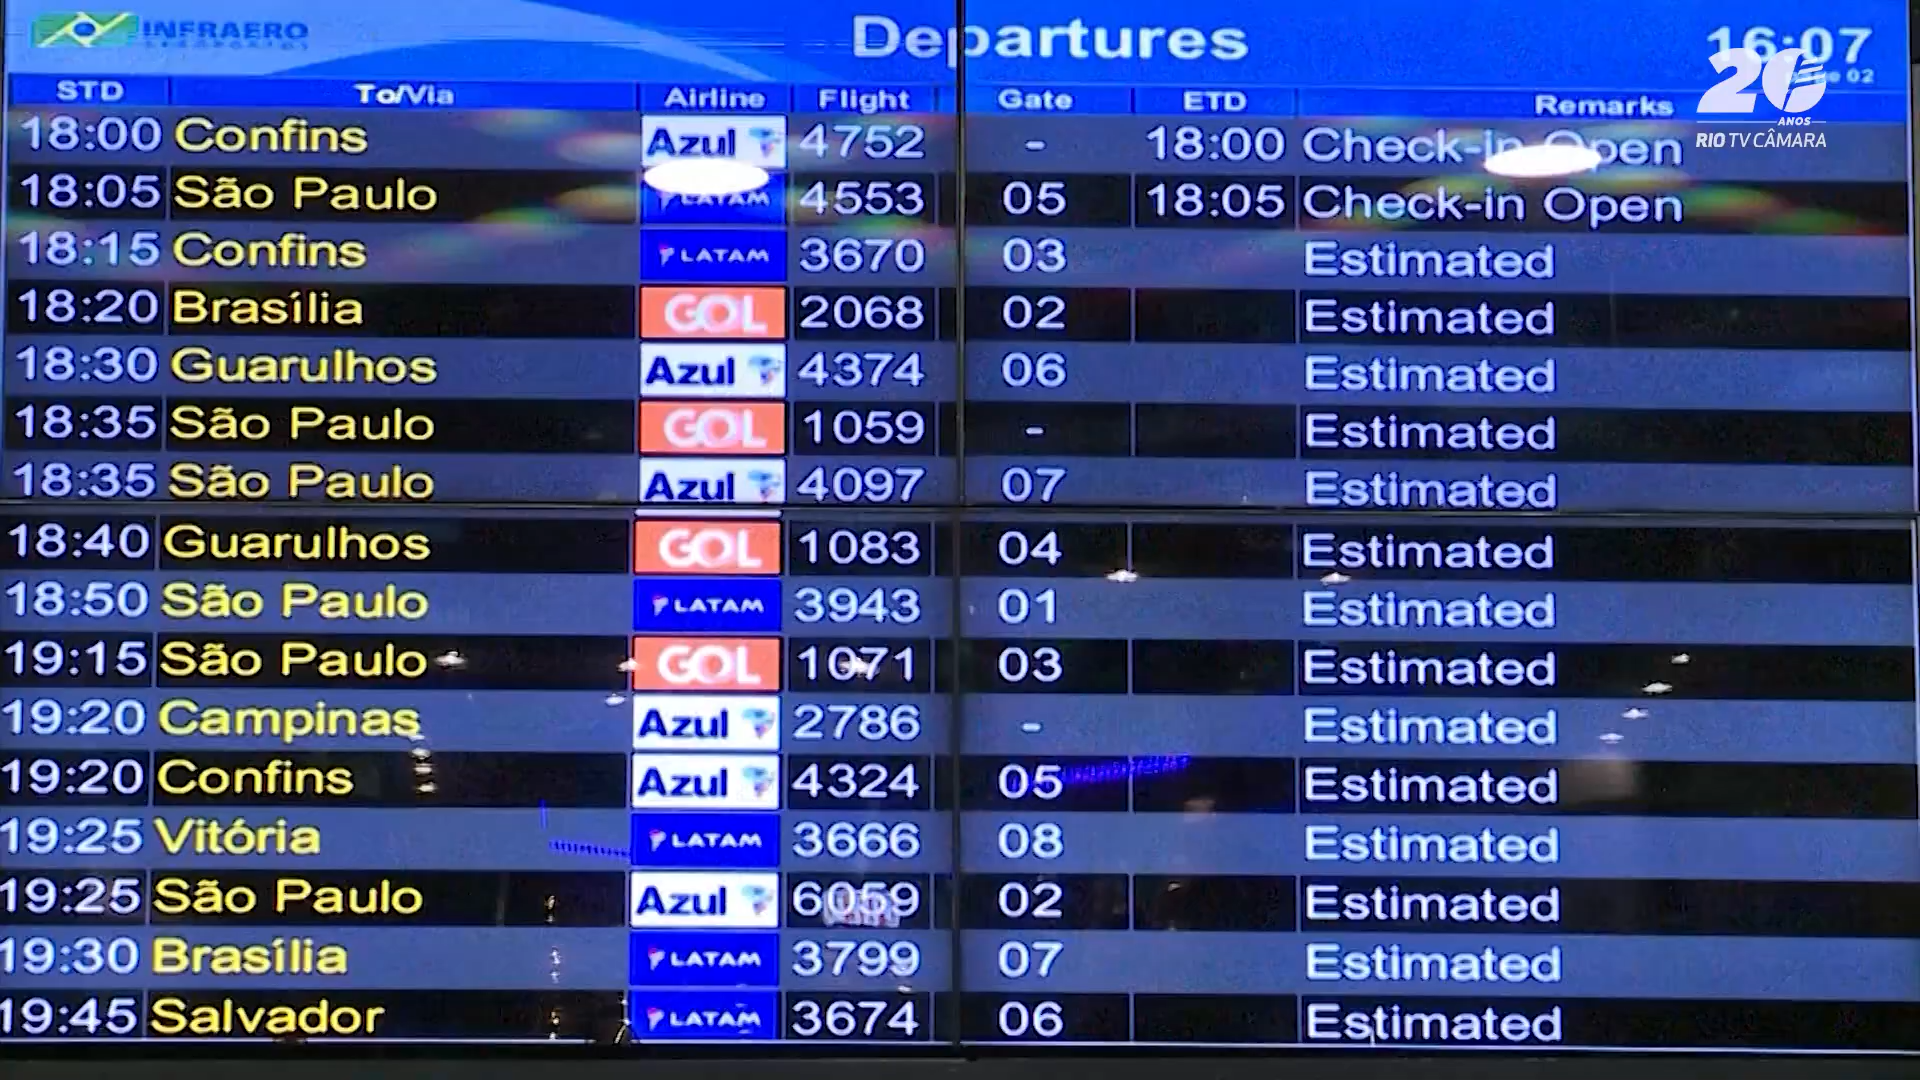 INFRAERO
AEROPORTOS
Departures
16:07
page 02
20
ANOS
RIO TV CÂMARA
STD To/Via Airline Flight Gate ETD Remarks
18:00 Confins Azul 4752 - 18:00 Check-in Open
18:05 São Paulo LATAM 4553 05 18:05 Check-in Open
18:15 Confins LATAM 3670 03 Estimated
18:20 Brasília GOL 2068 02 Estimated
18:30 Guarulhos Azul 4374 06 Estimated
18:35 São Paulo GOL 1059 - Estimated
18:35 São Paulo Azul 4097 07 Estimated
18:40 Guarulhos GOL 1083 04 Estimated
18:50 São Paulo LATAM 3943 01 Estimated
19:15 São Paulo GOL 1071 03 Estimated
19:20 Campinas Azul 2786 - Estimated
19:20 Confins Azul 4324 05 Estimated
19:25 Vitória LATAM 3666 08 Estimated
19:25 São Paulo Azul 6059 02 Estimated
19:30 Brasília LATAM 3799 07 Estimated
19:45 Salvador LATAM 3674 06 Estimated